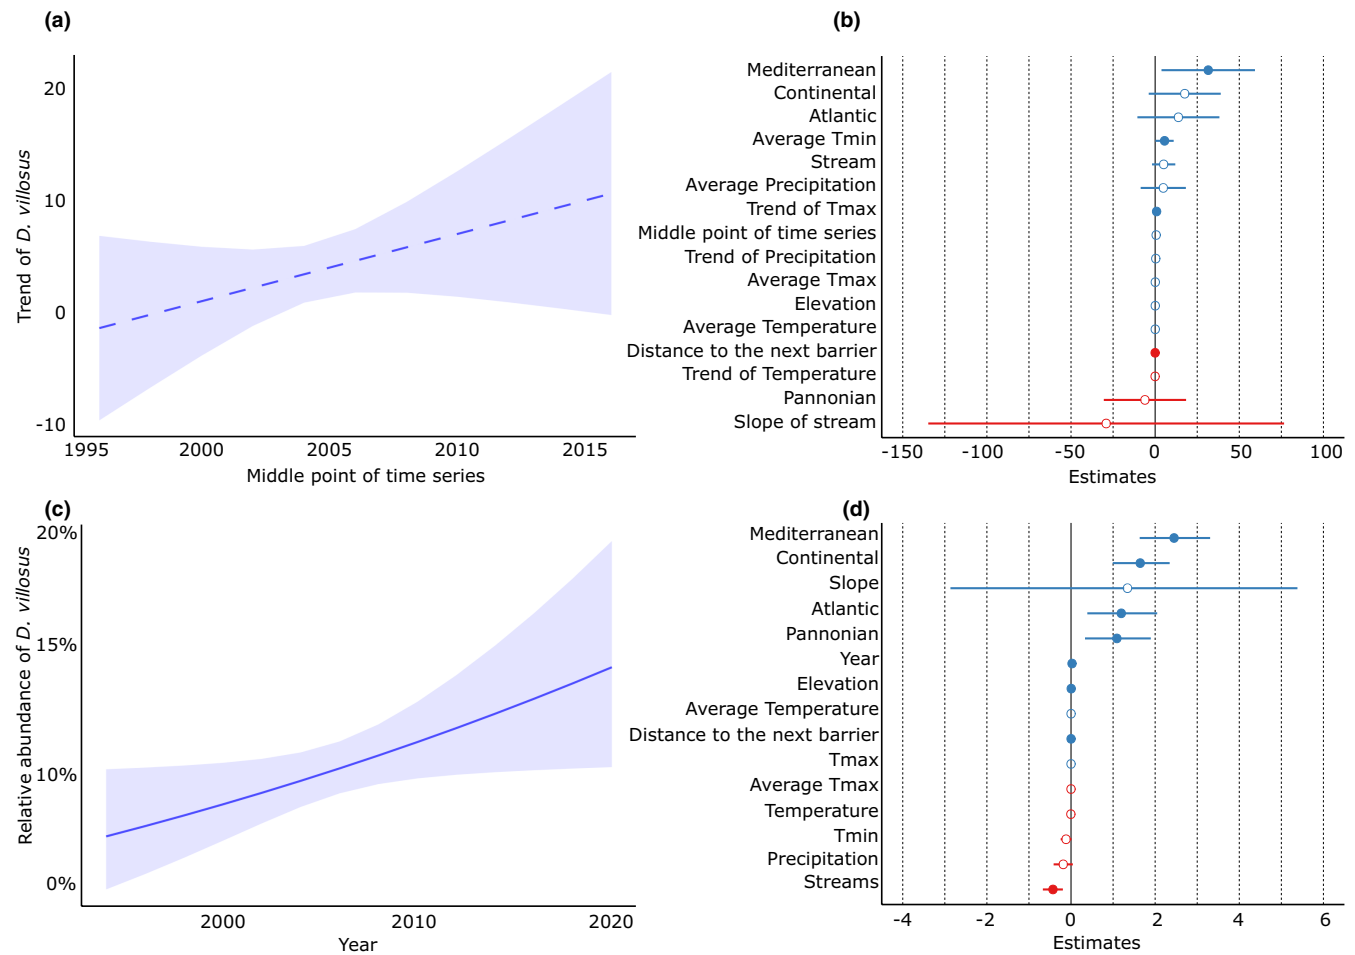 (a)
Trend of D. villosus
20
10
0
-10
1995 2000 2005 2010 2015
Middle point of time series
(b)
Mediterranean
Continental
Atlantic
Average Tmin
Stream
Average Precipitation
Trend of Tmax
Middle point of time series
Trend of Precipitation
Average Tmax
Elevation
Average Temperature
Distance to the next barrier
Trend of Temperature
Pannonian
Slope of stream
-150 -100 -50 0 50 100
Estimates
(c)
Relative abundance of D. villosus
20%
15%
10%
0%
2000 2010 2020
Year
(d)
Mediterranean
Continental
Slope
Atlantic
Pannonian
Year
Elevation
Average Temperature
Distance to the next barrier
Tmax
Average Tmax
Temperature
Tmin
Precipitation
Streams
-4 -2 0 2 4 6
Estimates